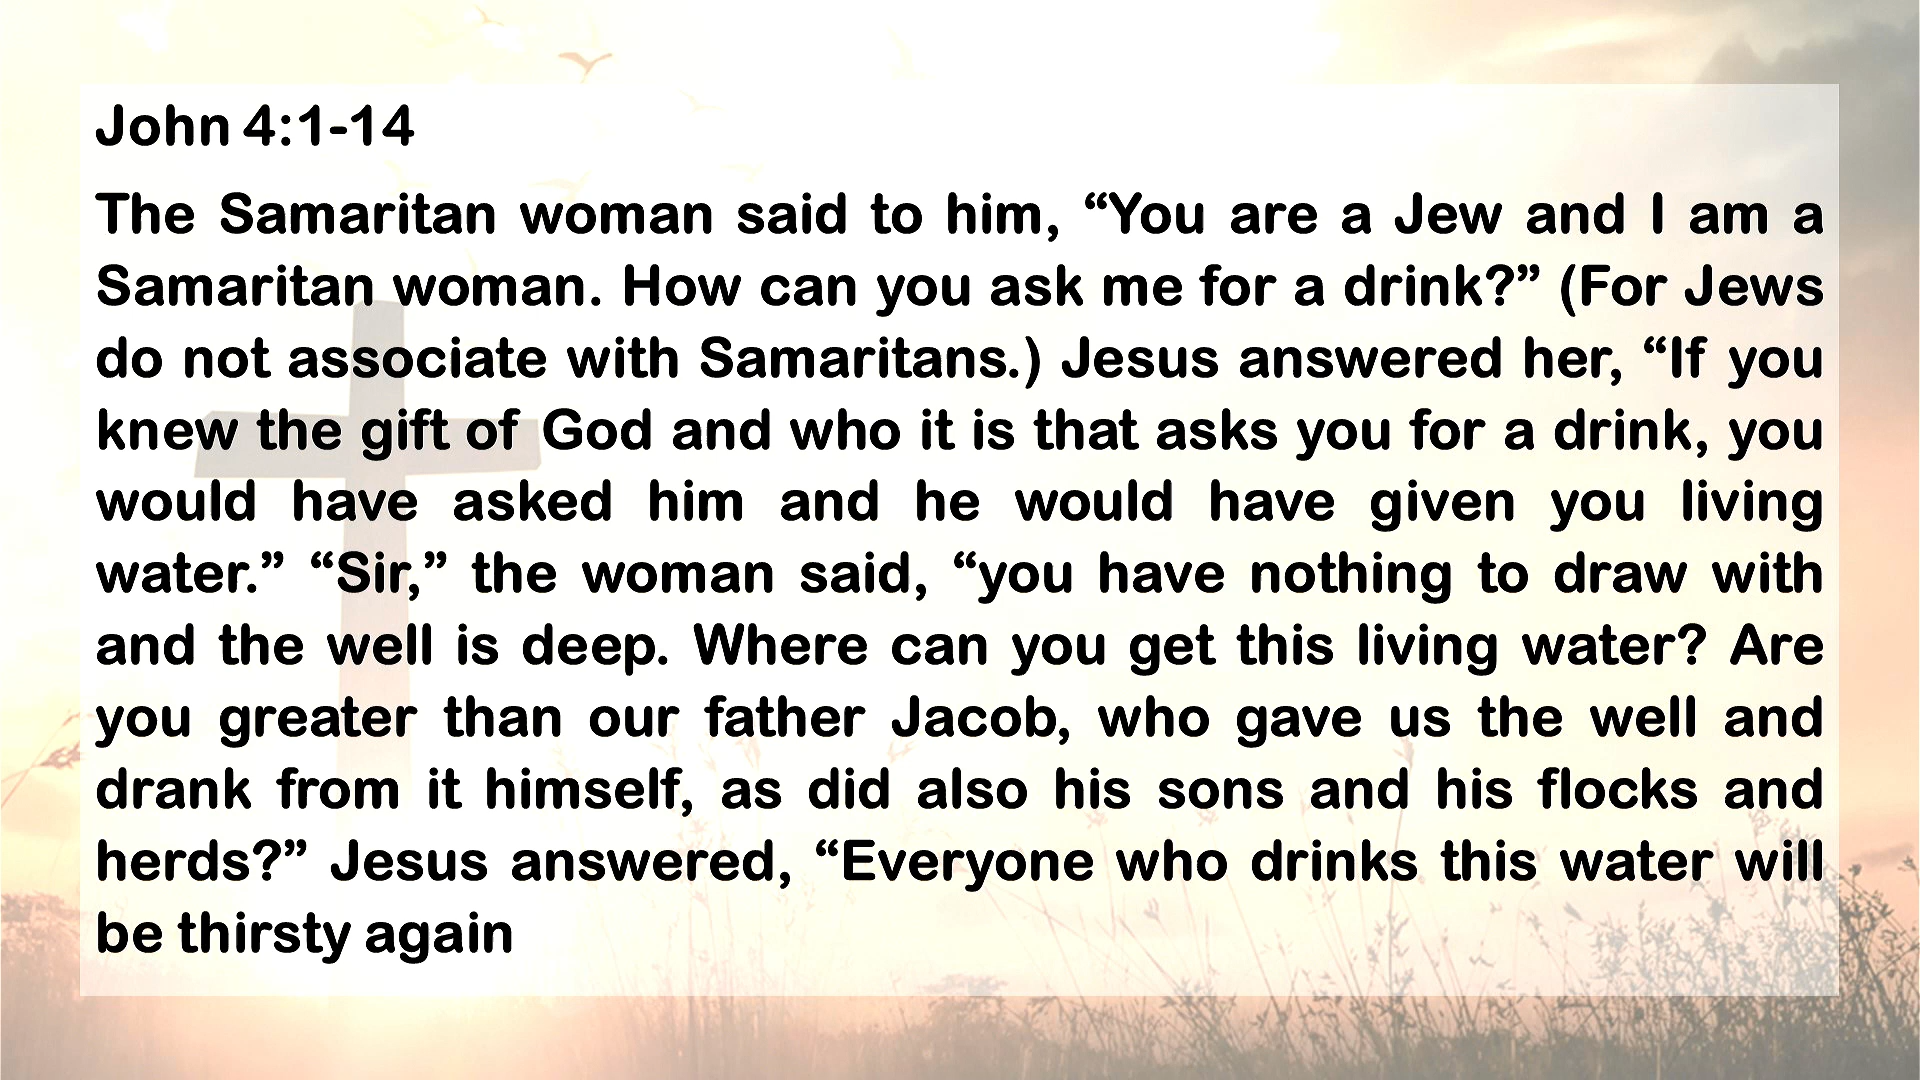 John 4:1-14
The Samaritan woman said to him, “You are a Jew and I am a
Samaritan woman. How can you ask me for a drink?” (For Jews
do not associate with Samaritans.) Jesus answered her, “If you
knew the gift of God and who it is that asks you for a drink, you
would have asked him and he would have given you living
water.” “Sir,” the woman said, “you have nothing to draw with
and the well is deep. Where can you get this living water? Are
you greater than our father Jacob, who gave us the well and
drank from it himself, as did also his sons and his flocks and
herds?” Jesus answered, “Everyone who drinks this water will
be thirsty again